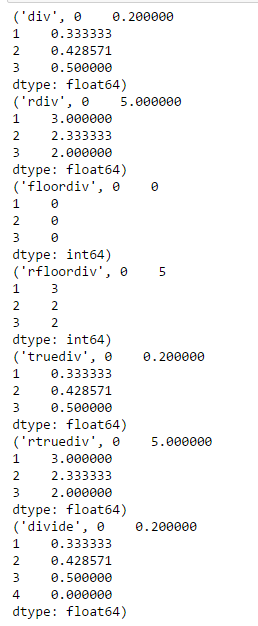 ('div', 0    0.200000
1    0.333333
2    0.428571
3    0.500000
dtype: float64)
('rdiv', 0    5.000000
1    3.000000
2    2.333333
3    2.000000
dtype: float64)
('floordiv', 0    0
1    0
2    0
3    0
dtype: int64)
('rfloordiv', 0    5
1    3
2    2
3    2
dtype: int64)
('truediv', 0    0.200000
1    0.333333
2    0.428571
3    0.500000
dtype: float64)
('rtruediv', 0    5.000000
1    3.000000
2    2.333333
3    2.000000
dtype: float64)
('divide', 0    0.200000
1    0.333333
2    0.428571
3    0.500000
4    0.000000
dtype: float64)